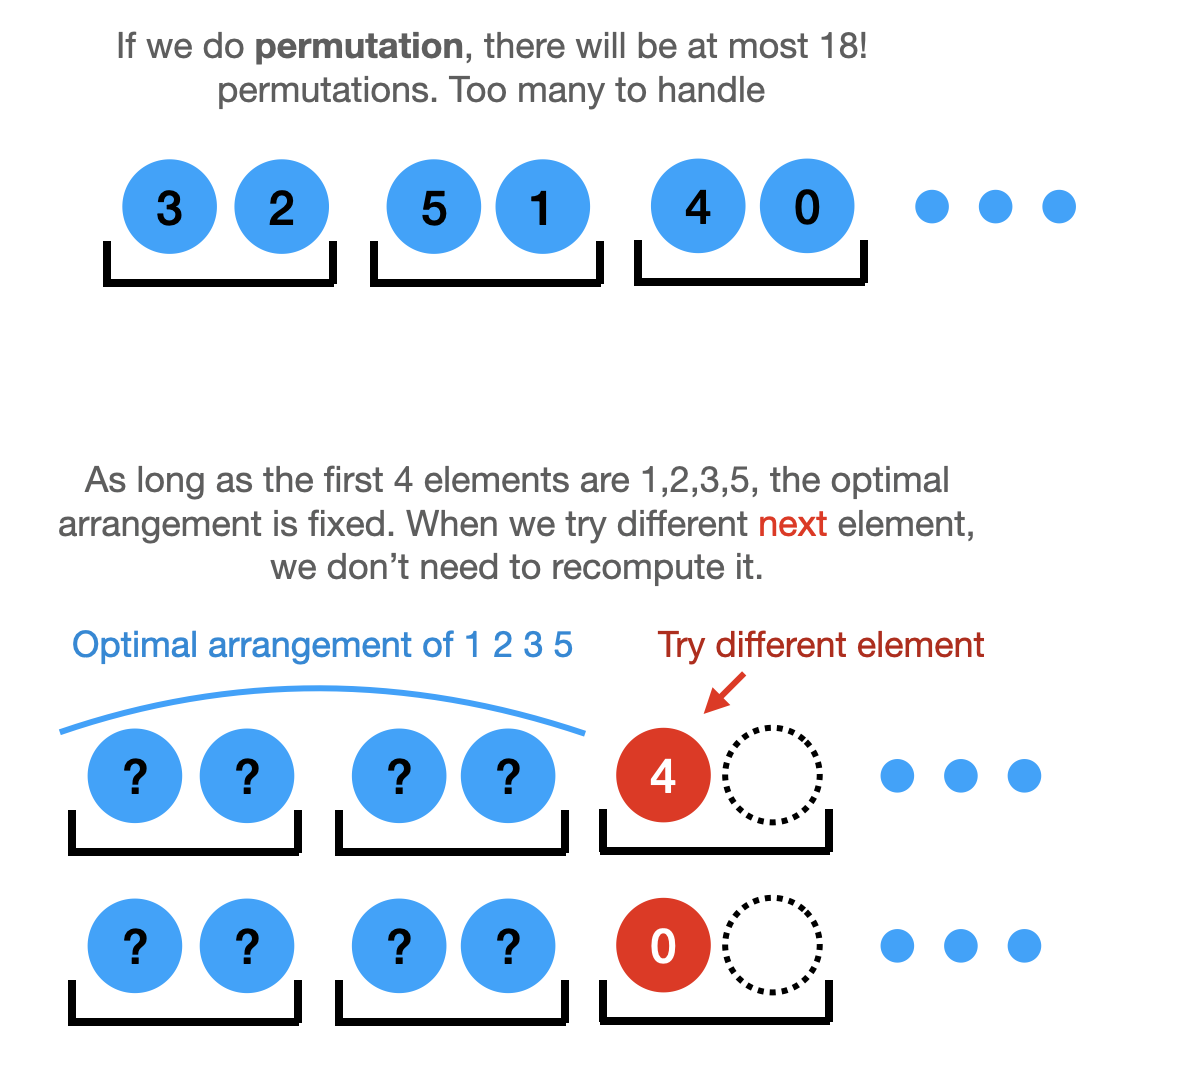 If we do permutation, there will be at most 18!
permutations. Too many to handle
3 2 5 1 4 0
As long as the first 4 elements are 1,2,3,5, the optimal
arrangement is fixed. When we try different next element,
we don’t need to recompute it.
Optimal arrangement of 1 2 3 5 Try different element
? ? ? ? 4
? ? ? ? 0